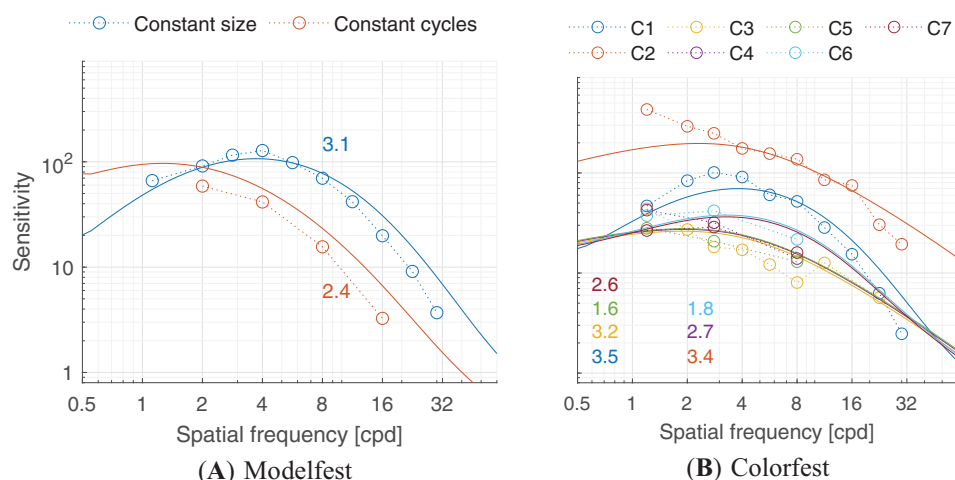 Constant size Constant cycles
Sensitivity
10²
10
1
3.1
2.4
0.5 1 2 4 8 16 32
Spatial frequency [cpd]
(A) Modelfest
C1 C3 C5 C7
C2 C4 C6
2.6
1.6 1.8
3.2 2.7
3.5 3.4
0.5 1 2 4 8 16 32
Spatial frequency [cpd]
(B) Colorfest